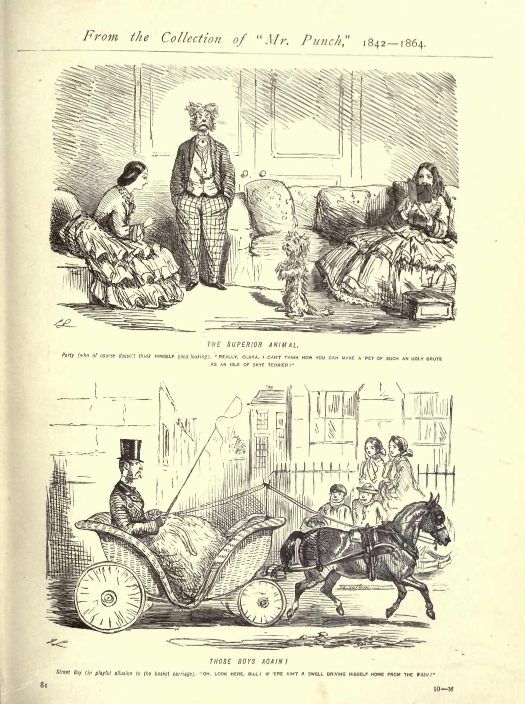 From the Collection of "Mr. Punch," 1842—1864.
THE SUPERIOR ANIMAL.
Party (who of course doesn't think HIMSELF good-looking). "REALLY, CLARA, I CAN'T THINK HOW YOU CAN MAKE A PET OF SUCH AN UGLY BRUTE
AS AN ISLE OF SKYE TERRIER!"
THOSE BOYS AGAIN!
Street Boy (in playful allusion to the basket carriage). "OH, LOOK HERE, BILL! IF 'ERE AIN'T A SWELL DRIVING HISSELF HOME FROM THE WASH!"
81
10—M